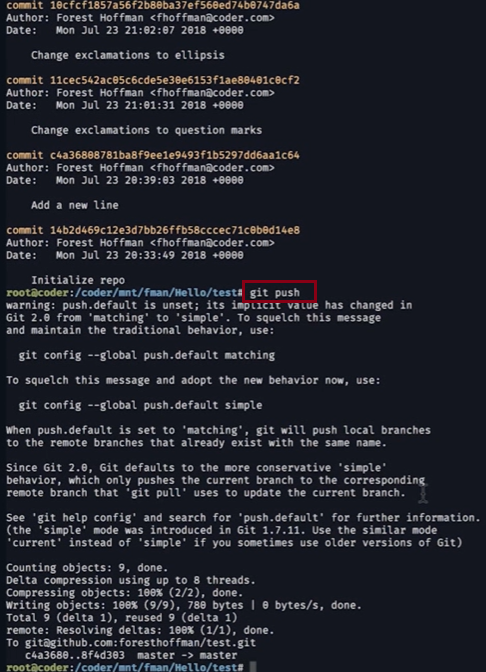 commit 10cfcf1857a56f2b80ba37ef560ed74b0747da6a
Author: Forest Hoffman <fhoffman@coder.com>
Date:   Mon Jul 23 21:02:07 2018 +0000
Change exclamations to ellipsis
commit 11cec542ac05c6cde5e30e6153f1ae80401c0cf2
Author: Forest Hoffman <fhoffman@coder.com>
Date:   Mon Jul 23 21:01:31 2018 +0000
Change exclamations to question marks
commit c4a36808781ba8f9ee1e9493f1b5297dd6aa1c64
Author: Forest Hoffman <fhoffman@coder.com>
Date:   Mon Jul 23 20:39:03 2018 +0000
Add a new line
commit 14b2d469c12e3d7bb26ffb58cccec71c0b0d14e8
Author: Forest Hoffman <fhoffman@coder.com>
Date:   Mon Jul 23 20:33:49 2018 +0000
Initialize repo
root@coder:/coder/mnt/fman/Hello/test# git push
warning: push.default is unset; its implicit value has changed in
Git 2.0 from 'matching' to 'simple'. To squelch this message
and maintain the traditional behavior, use:
git config --global push.default matching
To squelch this message and adopt the new behavior now, use:
git config --global push.default simple
When push.default is set to 'matching', git will push local branches
to the remote branches that already exist with the same name.
Since Git 2.0, Git defaults to the more conservative 'simple'
behavior, which only pushes the current branch to the corresponding
remote branch that 'git pull' uses to update the current branch.
See 'git help config' and search for 'push.default' for further information.
(the 'simple' mode was introduced in Git 1.7.11. Use the similar mode
'current' instead of 'simple' if you sometimes use older versions of Git)
Counting objects: 9, done.
Delta compression using up to 8 threads.
Compressing objects: 100% (2/2), done.
Writing objects: 100% (9/9), 780 bytes | 0 bytes/s, done.
Total 9 (delta 1), reused 9 (delta 1)
remote: Resolving deltas: 100% (1/1), done.
To git@github.com:foresthoffman/test.git
c4a3680..8f4d303  master -> master
root@coder:/coder/mnt/fman/Hello/test#